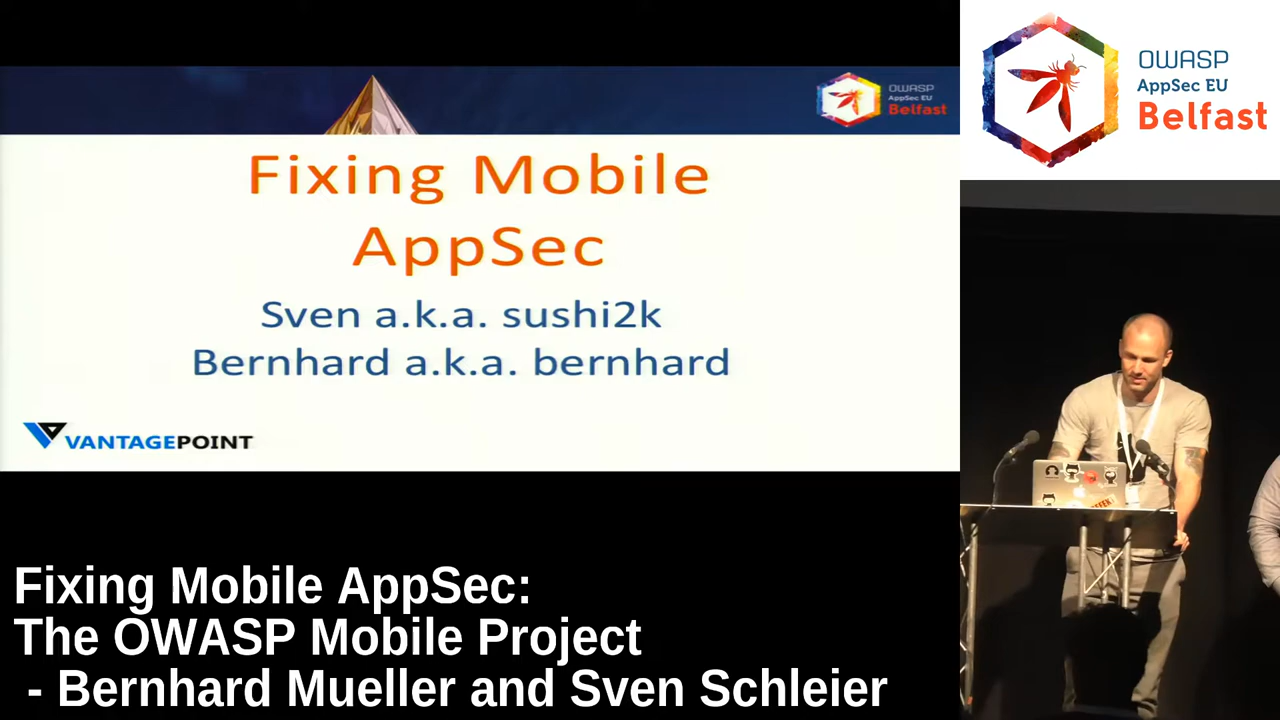 OWASP
AppSec EU
Belfast
Fixing Mobile
AppSec
Sven a.k.a. sushi2k
Bernhard a.k.a. bernhard
VANTAGEPOINT
OWASP
AppSec EU
Belfast
Fixing Mobile AppSec:
The OWASP Mobile Project
- Bernhard Mueller and Sven Schleier